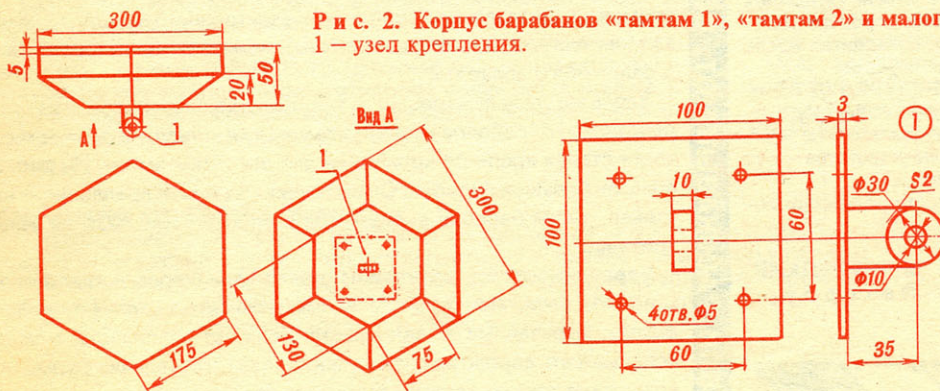 Рис. 2. Корпус барабанов «тамтам 1», «тамтам 2» и малог
1 – узел крепления.
300
5
20
50
А
1
175
Вид А
1
300
130
75
100
10
100
60
4отв.Ф5
60
3
1
Ф30
S2
Ф10
35